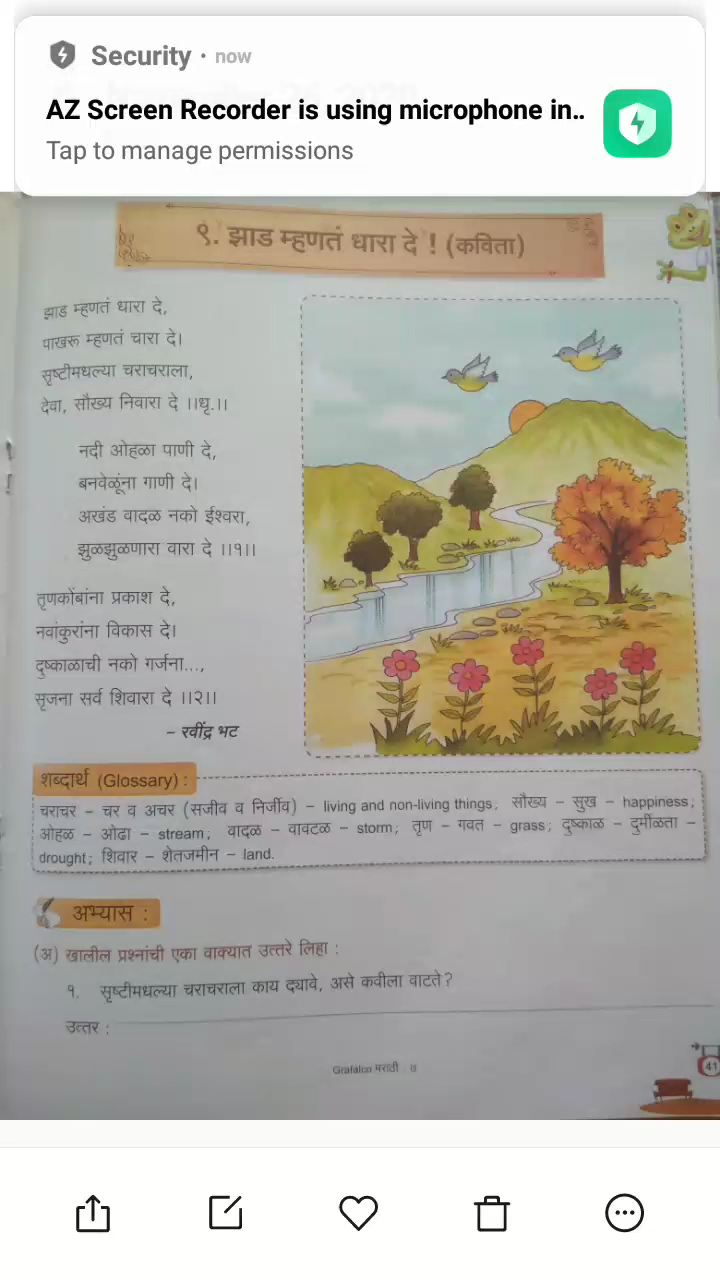 Security · now
AZ Screen Recorder is using microphone in..
Tap to manage permissions
९. झाड म्हणतं धारा दे ! (कविता)
झाड म्हणतं धारा दे,
पाखरू म्हणतं चारा दे।
सृष्टीमधल्या चराचराला,
देवा, सौख्य निवारा दे ।।धृ.।।
नदी ओहळा पाणी दे,
बनवेळूंना गाणी दे।
अखंड वादळ नको ईश्वरा,
झुळझुळणारा वारा दे ।।१।।
तृणकोंबांना प्रकाश दे,
नवांकुरांना विकास दे।
दुष्काळाची नको गर्जना...,
सृजना सर्व शिवारा दे ।।२।।
– रवींद्र भट
शब्दार्थ (Glossary) :
चराचर – चर व अचर (सजीव व निर्जीव) – living and non-living things; सौख्य – सुख – happiness;
ओहळ – ओढा – stream; वादळ – वावटळ – storm; तृण – गवत – grass; दुष्काळ – दुर्मीळता –
drought; शिवार – शेतजमीन – land.
अभ्यास :
(अ) खालील प्रश्नांची एका वाक्यात उत्तरे लिहा :
१. सृष्टीमधल्या चराचराला काय द्यावे, असे कवीला वाटते?
उत्तर :
मराठी
41